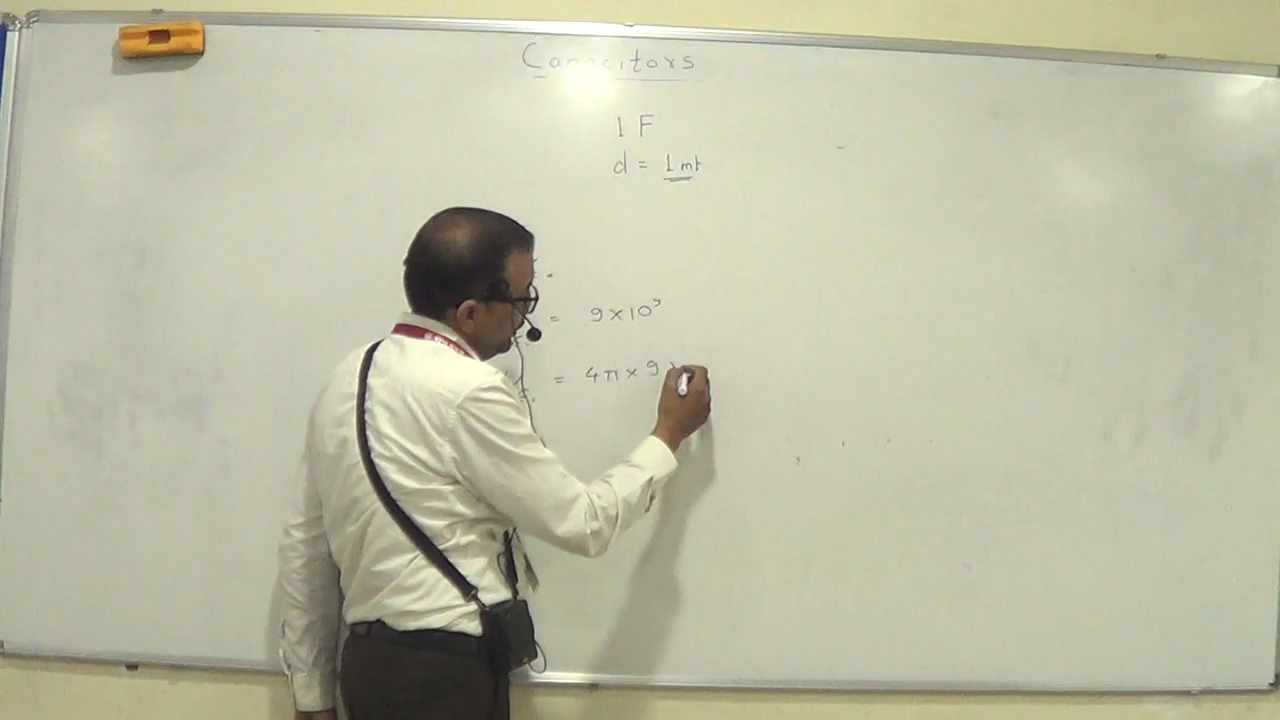 Capacitors
1 F
d = 1 mt
= 9 × 10⁹
= 4π × 9